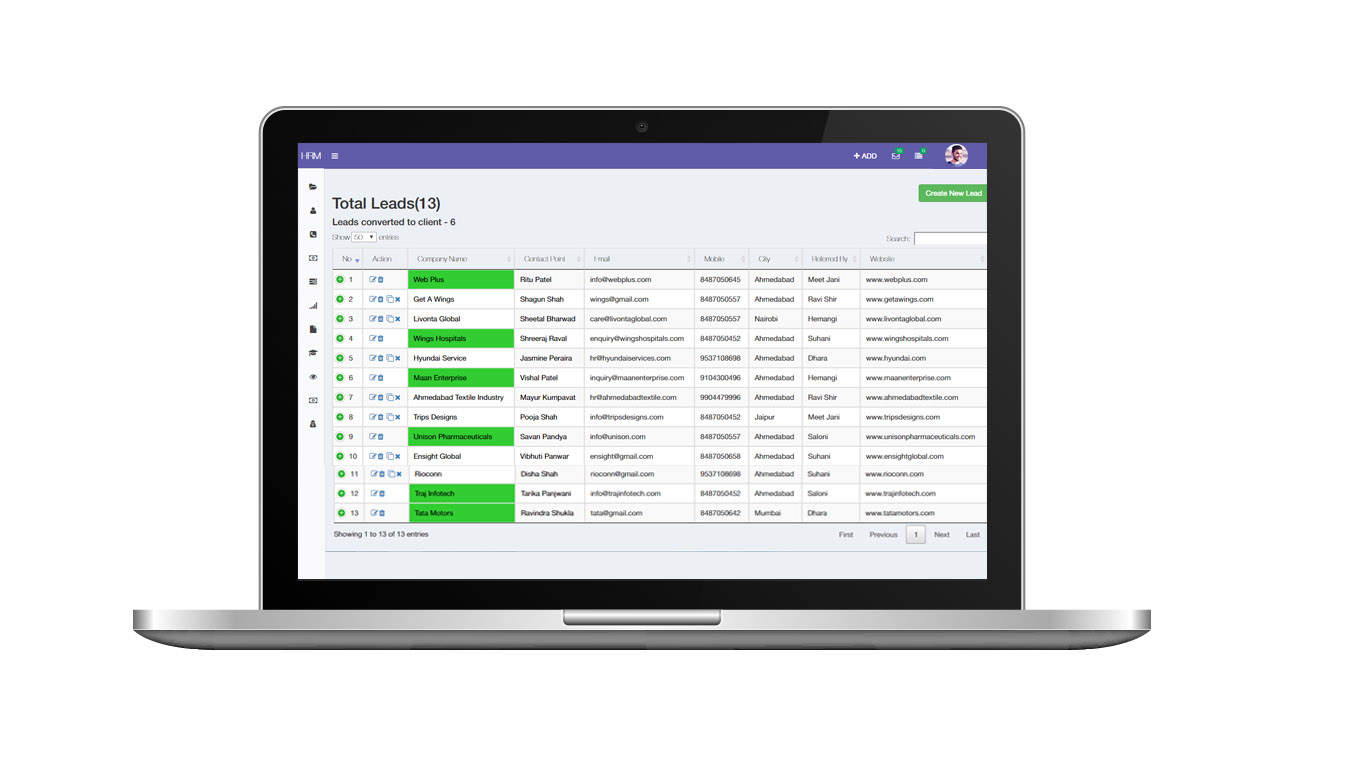 HRM + ADD 15 11
Create New Lead
Total Leads(13)
Leads converted to client - 6
Show 50 entries Search:
No Action Company Name Contact Point Email Mobile City Referred By Website
1 Web Plus Ritu Patel info@webplus.com 8487050645 Ahmedabad Meet Jani www.webplus.com
2 Get A Wings Shagun Shah wings@gmail.com 8487050557 Ahmedabad Ravi Shir www.getawings.com
3 Livonta Global Sheetal Bharwad care@livontaglobal.com 8487050557 Nairobi Hemangi www.livontaglobal.com
4 Wings Hospitals Shreeraj Raval enquiry@wingshospitals.com 8487050452 Ahmedabad Suhani www.wingshospitals.com
5 Hyundai Service Jasmine Peraira hr@hyundaiservices.com 9537108698 Ahmedabad Dhara www.hyundai.com
6 Maan Enterprise Vishal Patel inquiry@maanenterprise.com 9104300496 Ahmedabad Hemangi www.maanenterprise.com
7 Ahmedabad Textile Industry Mayur Kumpavat hr@ahmedabadtextile.com 9904479996 Ahmedabad Ravi Shir www.ahmedabadtextile.com
8 Trips Designs Pooja Shah info@tripsdesigns.com 8487050452 Jaipur Meet Jani www.tripsdesigns.com
9 Unison Pharmaceuticals Savan Pandya info@unison.com 8487050557 Ahmedabad Saloni www.unisonpharmaceuticals.com
10 Ensight Global Vibhuti Panwar ensight@gmail.com 8487050658 Ahmedabad Suhani www.ensightglobal.com
11 Rioconn Disha Shah rioconn@gmail.com 9537108698 Ahmedabad Suhani www.rioconn.com
12 Traj Infotech Tarika Panjwani info@trajinfotech.com 8487050452 Ahmedabad Saloni www.trajinfotech.com
13 Tata Motors Ravindra Shukla tata@gmail.com 8487050642 Mumbai Dhara www.tatamotors.com
Showing 1 to 13 of 13 entries First Previous 1 Next Last